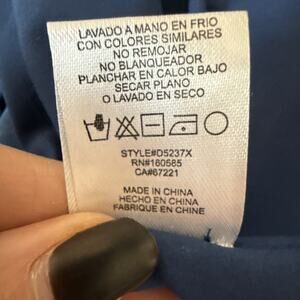 LAVADO A MANO EN FRIO
CON COLORES SIMILARES
NO REMOJAR
NO BLANQUEADOR
PLANCHAR EN CALOR BAJO
SECAR PLANO
O LAVADO EN SECO
STYLE#D5237X
RN#160585
CA#67221
MADE IN CHINA
HECHO EN CHINA
FABRIQUE EN CHINE